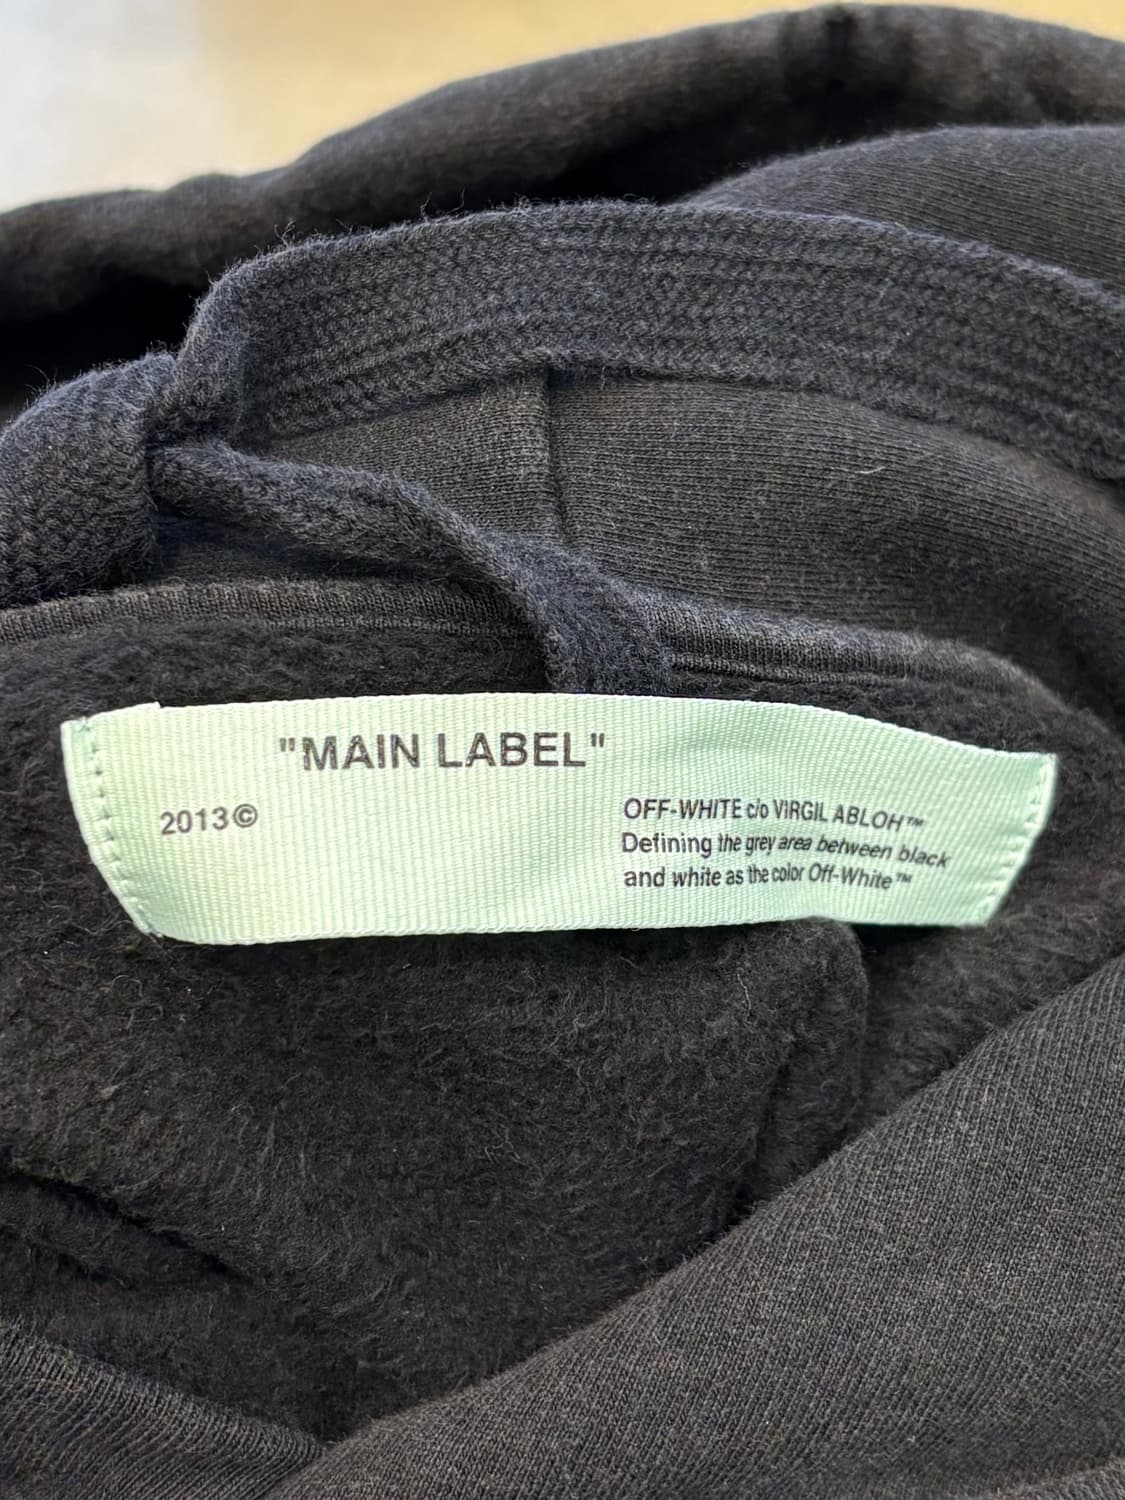 "MAIN LABEL"
2013©
OFF-WHITE c/o VIRGIL ABLOH™
Defining the grey area between black
and white as the color Off-White™